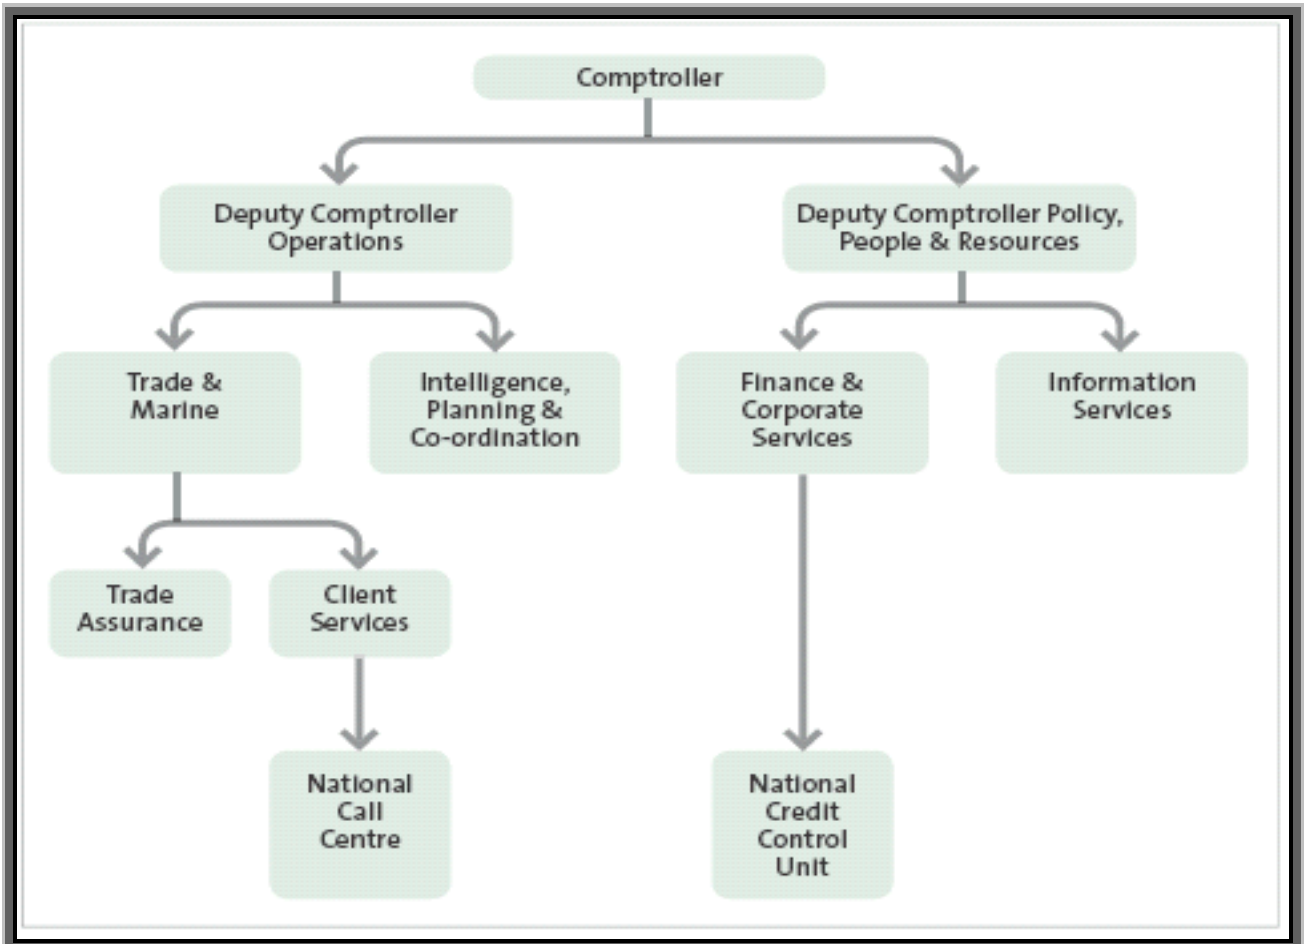 Comptroller
Deputy Comptroller
Operations
Deputy Comptroller Policy,
People & Resources
Trade &
Marine
Intelligence,
Planning &
Co-ordination
Finance &
Corporate
Services
Information
Services
Trade
Assurance
Client
Services
National
Call
Centre
National
Credit
Control
Unit